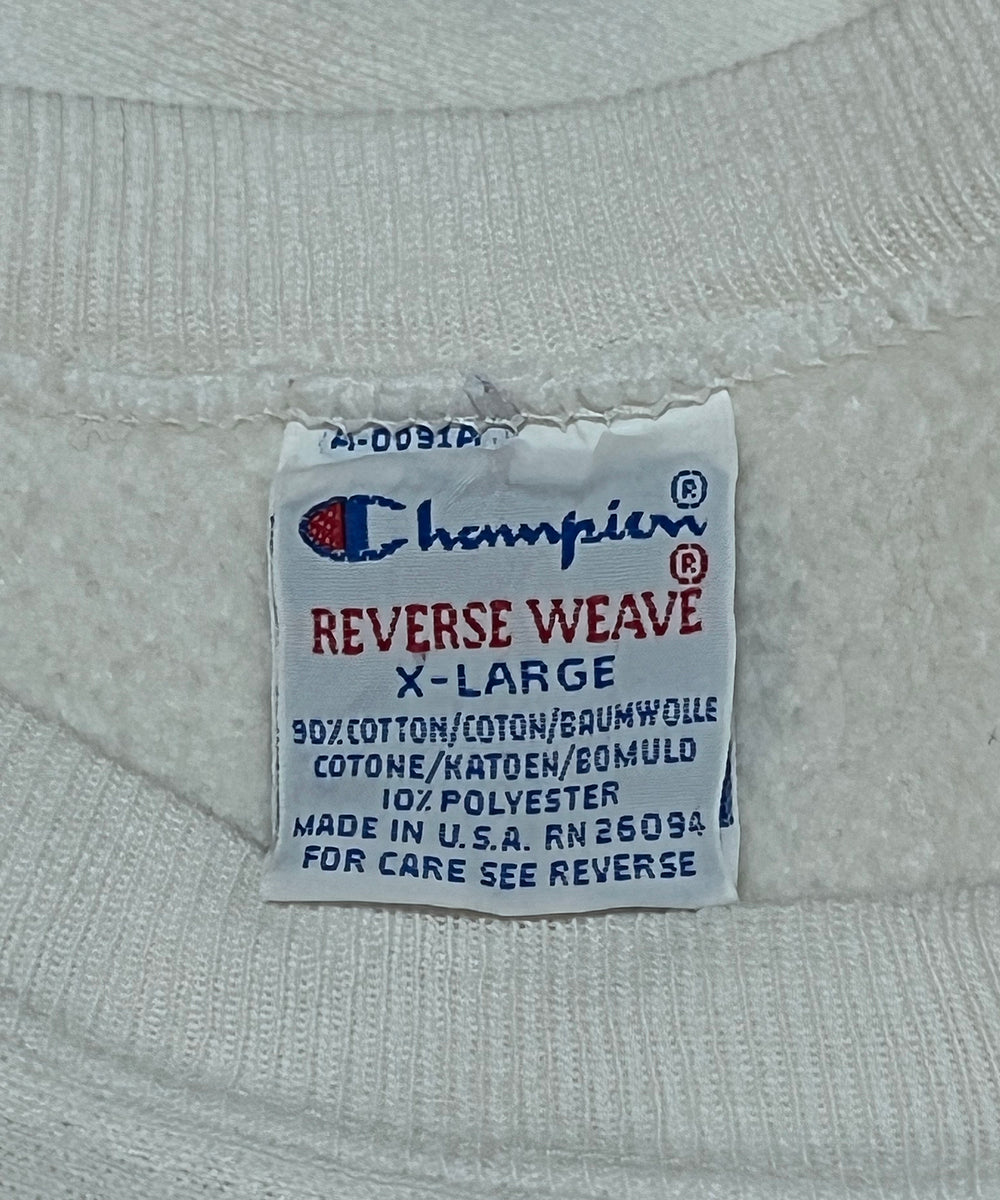 A-0091A
Champion®
®
REVERSE WEAVE
X-LARGE
90% COTTON/COTON/BAUMWOLLE
COTONE/KATOEN/BOMULD
10% POLYESTER
MADE IN U.S.A. RN 26094
FOR CARE SEE REVERSE